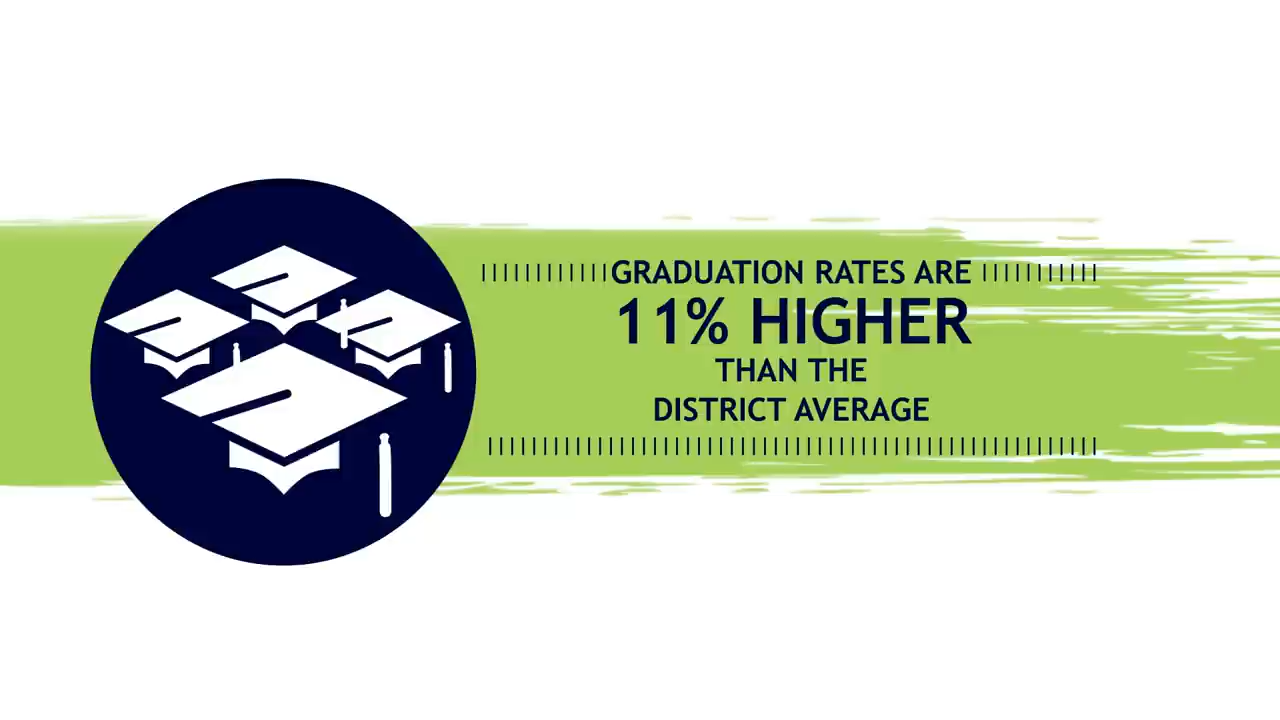 GRADUATION RATES ARE
11% HIGHER
THAN THE
DISTRICT AVERAGE